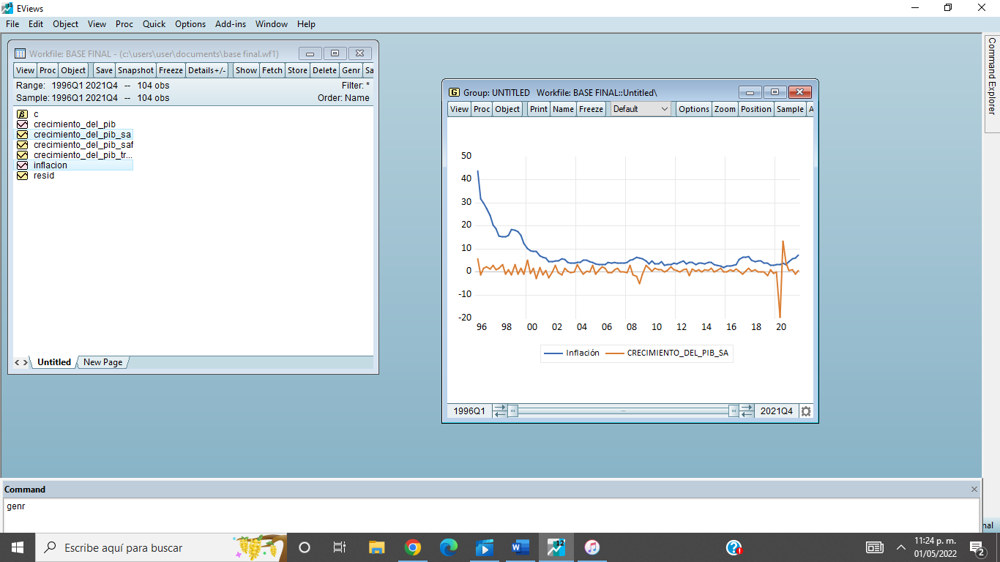 EViews
File Edit Object View Proc Quick Options Add-ins Window Help
Workfile: BASE FINAL - (c:\users\user\documents\base final.wf1)
View Proc Object Save Snapshot Freeze Details+/- Show Fetch Store Delete Genr Sa
Range: 1996Q1 2021Q4 -- 104 obs
Filter: *
Sample: 1996Q1 2021Q4 -- 104 obs
Order: Name
β c
crecimiento_del_pib
crecimiento_del_pib_sa
crecimiento_del_pib_saf
crecimiento_del_pib_tr...
inflacion
resid
< > Untitled New Page
G Group: UNTITLED Workfile: BASE FINAL::Untitled\
View Proc Object Print Name Freeze Default Options Zoom Position Sample A
50
40
30
20
10
0
-10
-20
96 98 00 02 04 06 08 10 12 14 16 18 20
Inflación CRECIMIENTO_DEL_PIB_SA
1996Q1 2021Q4
Command Explorer
Command
genr
nal
Escribe aquí para buscar
12
11:24 p. m.
01/05/2022
2